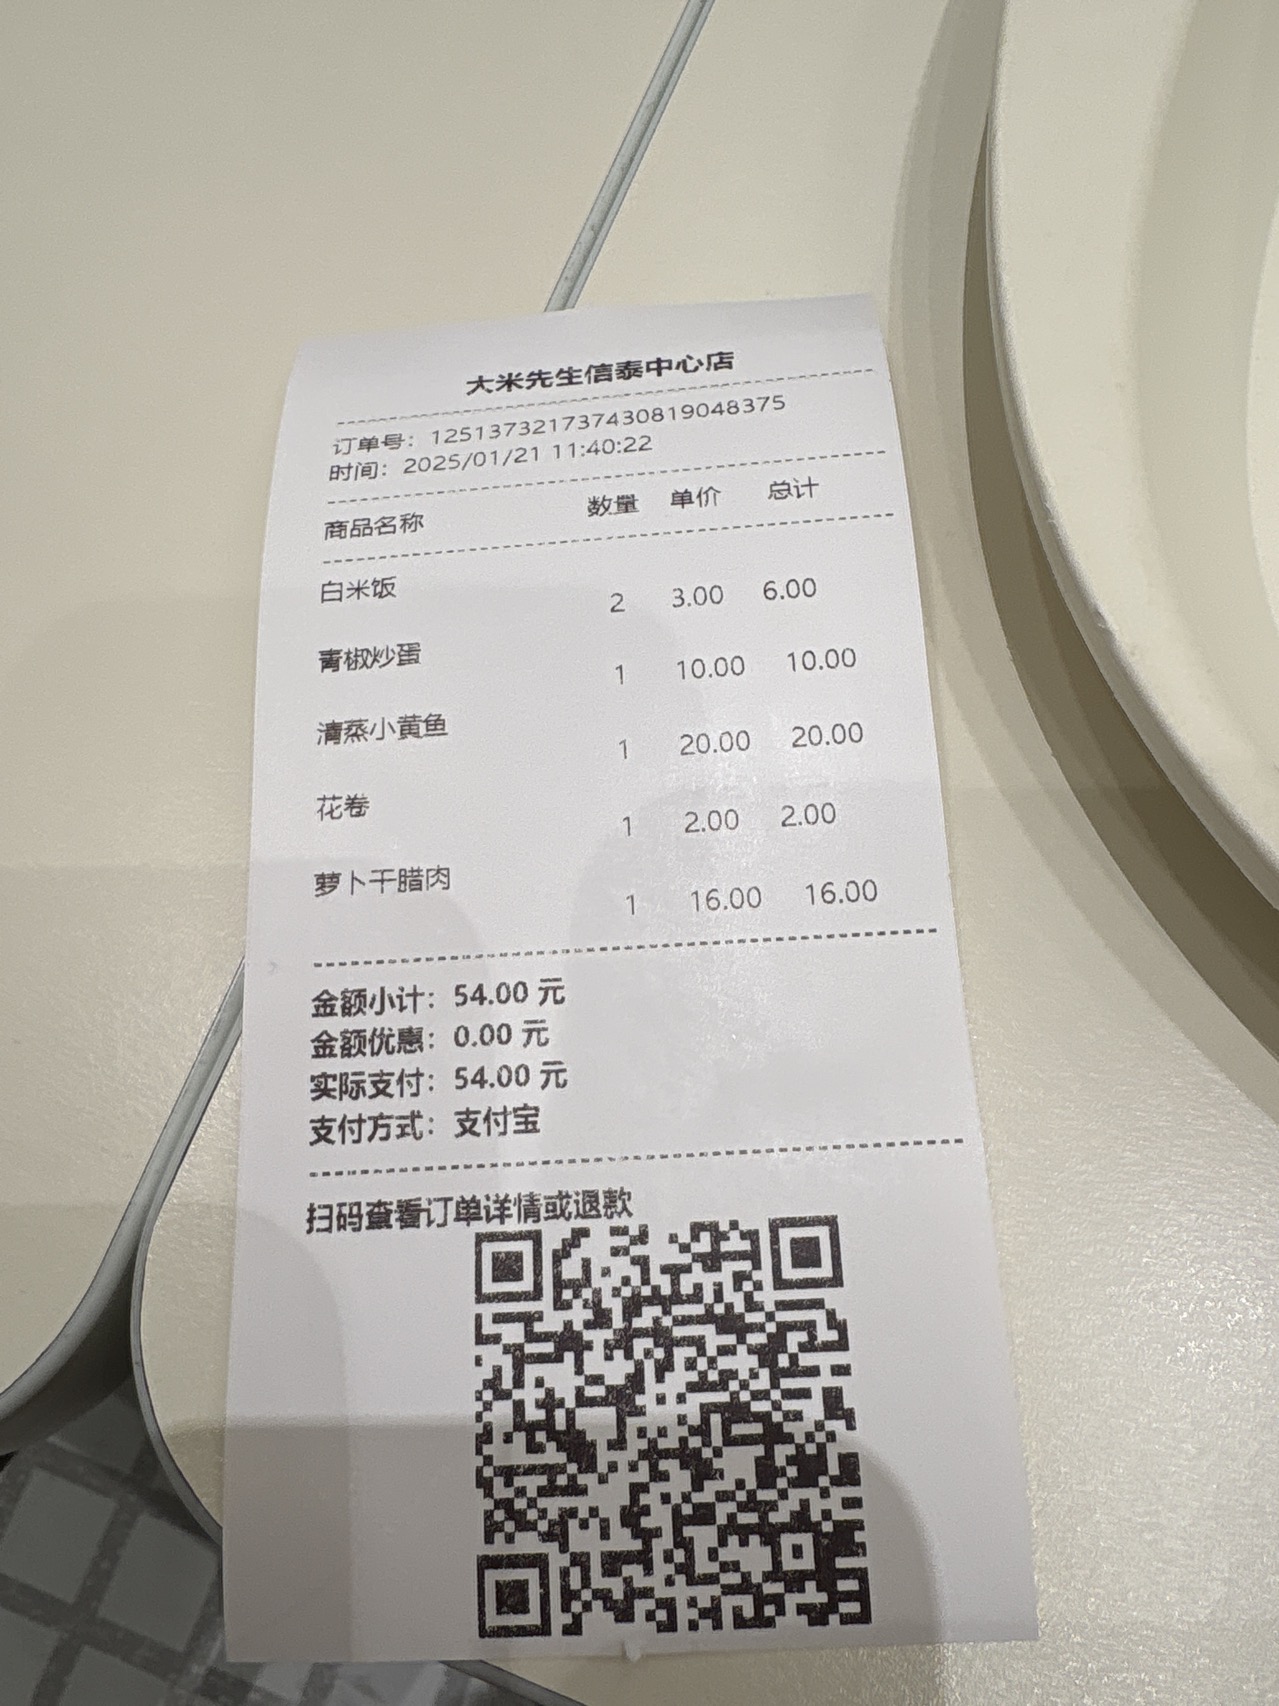 大米先生信泰中心店
订单号：125137321737430819048375
时间：2025/01/21 11:40:22
商品名称 数量 单价 总计
白米饭 2 3.00 6.00
青椒炒蛋 1 10.00 10.00
清蒸小黄鱼 1 20.00 20.00
花卷 1 2.00 2.00
萝卜干腊肉 1 16.00 16.00
金额小计：54.00 元
金额优惠：0.00 元
实际支付：54.00 元
支付方式：支付宝
扫码查看订单详情或退款